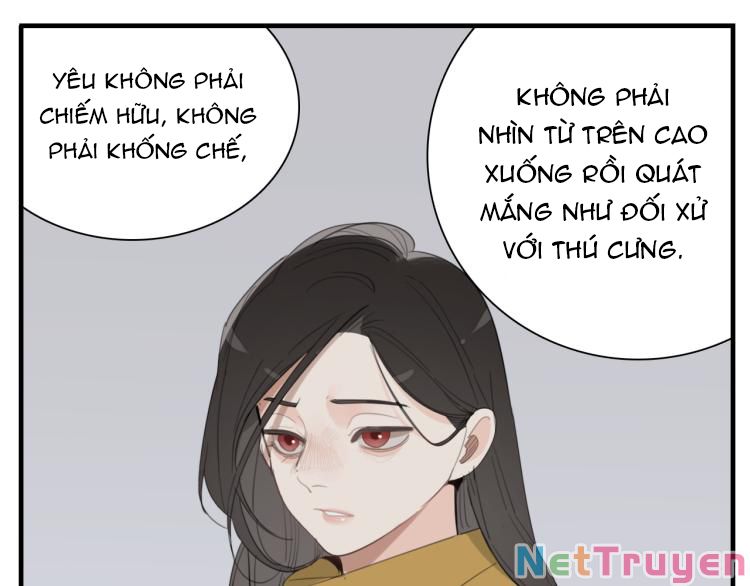 YÊU KHÔNG PHẢI
CHIẾM HỮU, KHÔNG
PHẢI KHỐNG CHẾ,
KHÔNG PHẢI
NHÌN TỪ TRÊN CAO
XUỐNG RỒI QUÁT
MẮNG NHƯ ĐỐI XỬ
VỚI THÚ CƯNG.
NetTruyen